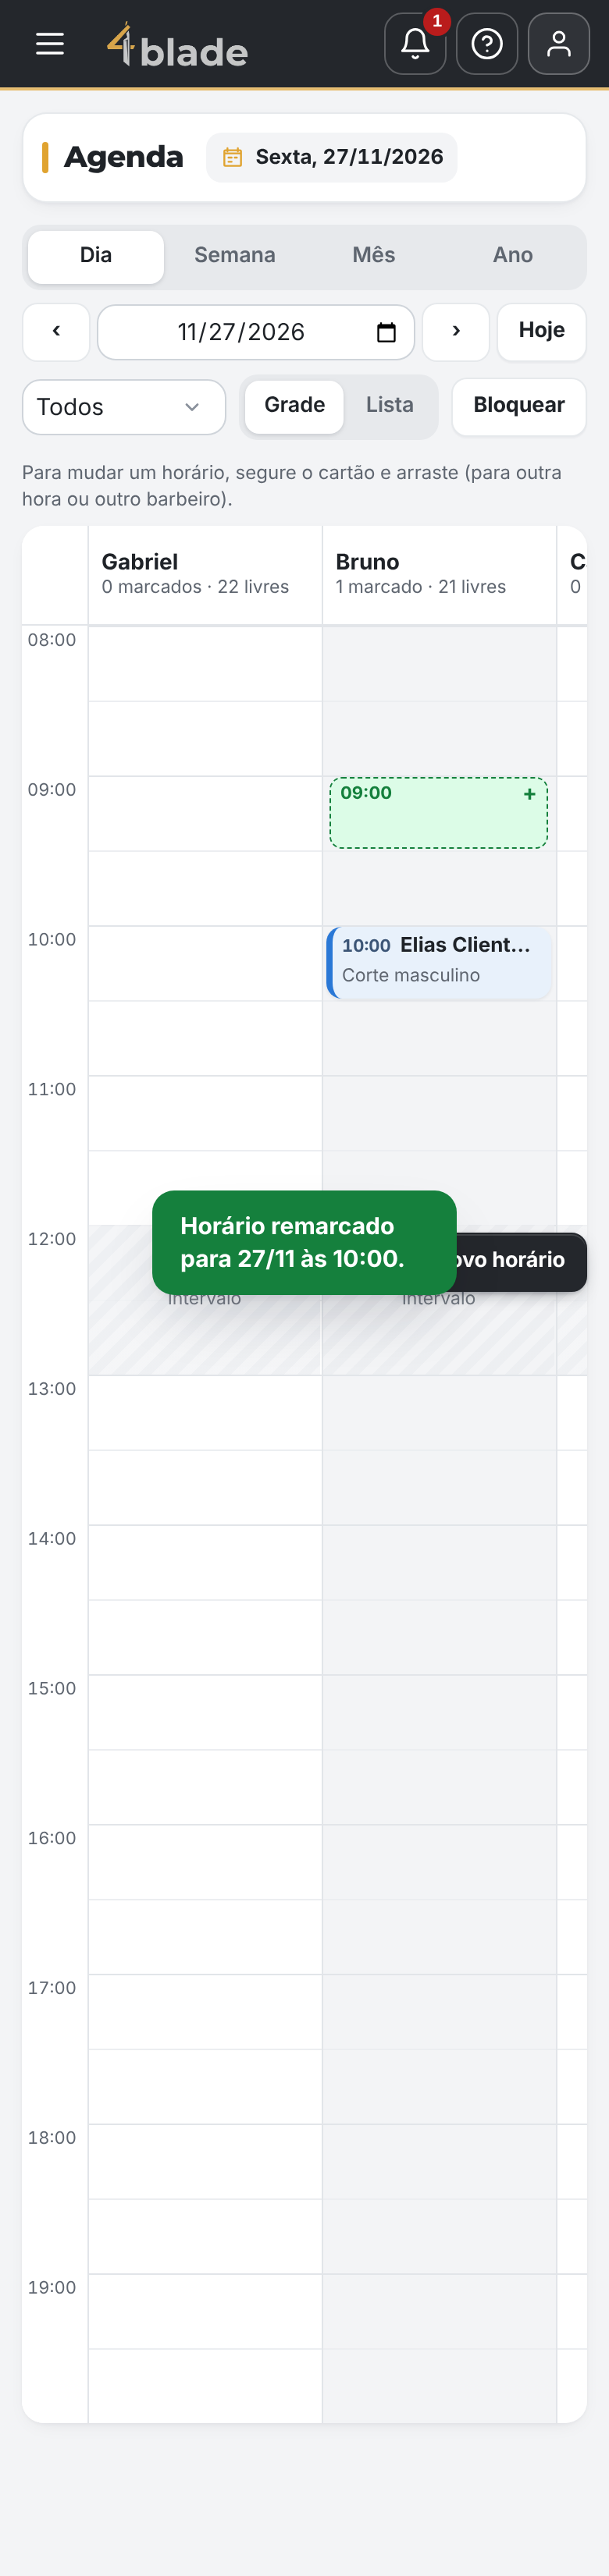 1
4blade
Agenda
Sexta, 27/11/2026
Dia
Semana
Mês
Ano
‹
11/27/2026
›
Hoje
Todos
Grade
Lista
Bloquear
Para mudar um horário, segure o cartão e arraste (para outra
hora ou outro barbeiro).
Gabriel
0 marcados · 22 livres
Bruno
1 marcado · 21 livres
C
0
08:00
09:00
09:00 +
10:00
10:00 Elias Client...
Corte masculino
11:00
12:00
Horário remarcado
para 27/11 às 10:00.
ovo horário
Intervalo
Intervalo
13:00
14:00
15:00
16:00
17:00
18:00
19:00